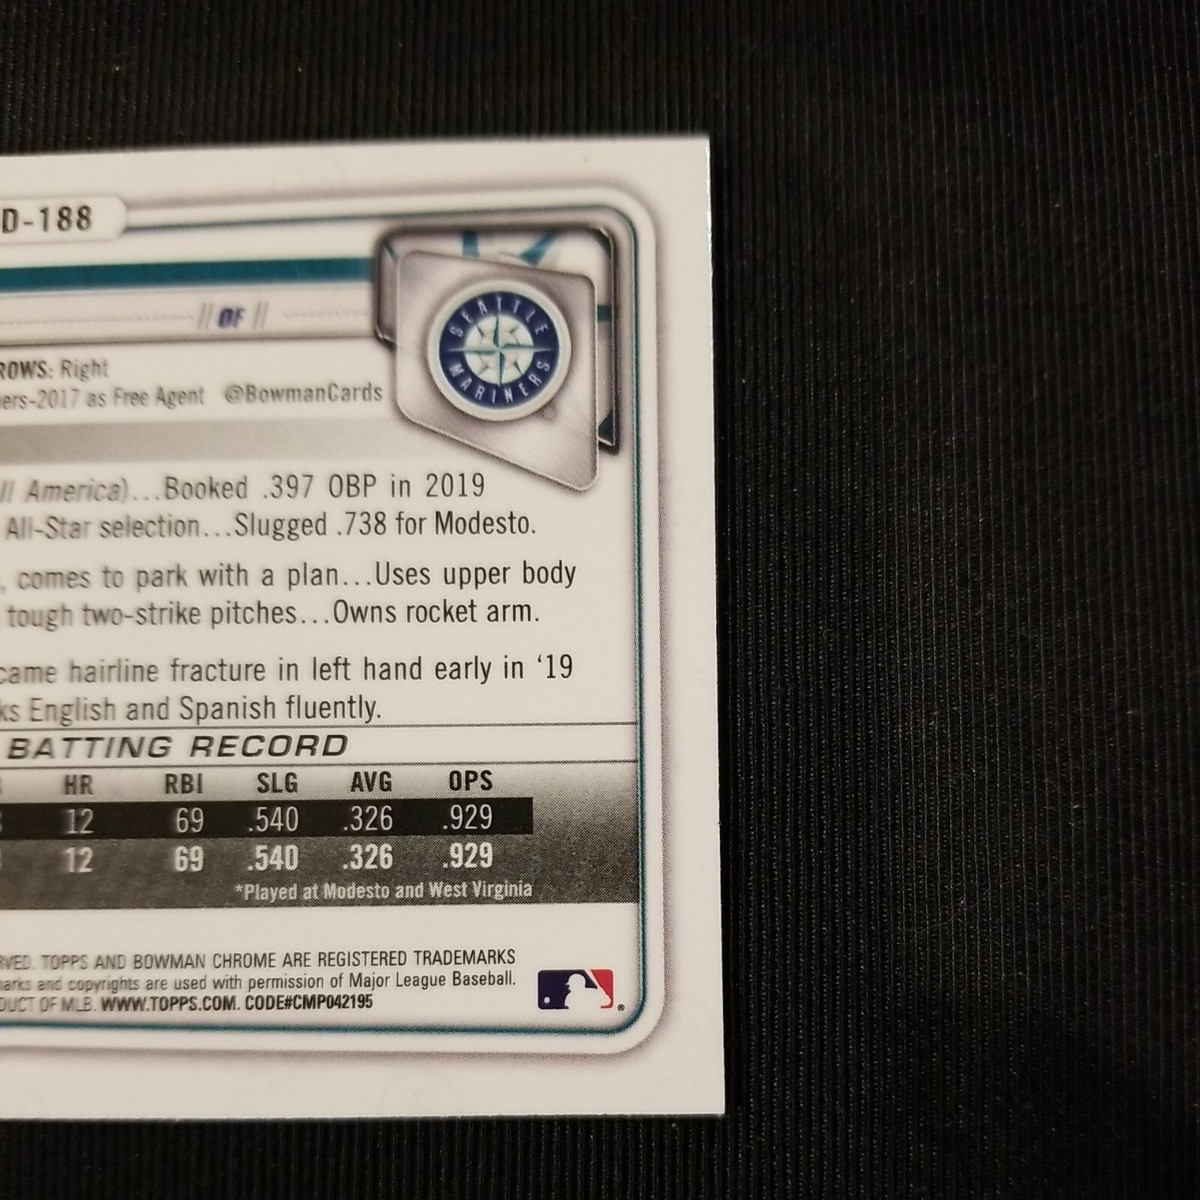 D-188
OF
SEATTLE
MARINERS
ROWS: Right
ers-2017 as Free Agent @BowmanCards
ll America)...Booked .397 OBP in 2019
All-Star selection...Slugged .738 for Modesto.
, comes to park with a plan...Uses upper body
tough two-strike pitches...Owns rocket arm.
came hairline fracture in left hand early in '19
ks English and Spanish fluently.
BATTING RECORD
HR RBI SLG AVG OPS
12 69 .540 .326 .929
12 69 .540 .326 .929
*Played at Modesto and West Virginia
RVED. TOPPS AND BOWMAN CHROME ARE REGISTERED TRADEMARKS
arks and copyrights are used with permission of Major League Baseball.
DUCT OF MLB. WWW.TOPPS.COM. CODE#CMP042195